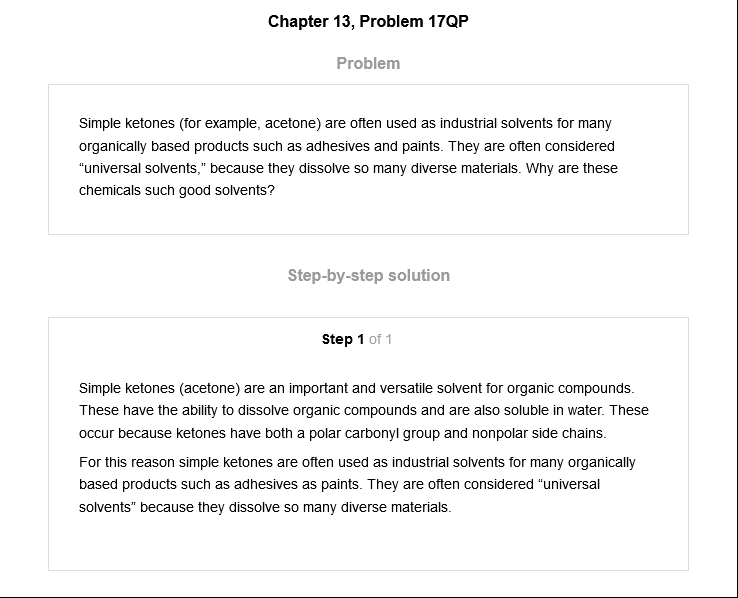 Chapter 13, Problem 17QP
Problem
Simple ketones (for example, acetone) are often used as industrial solvents for many
organically based products such as adhesives and paints. They are often considered
“universal solvents,” because they dissolve so many diverse materials. Why are these
chemicals such good solvents?
Step-by-step solution
Step 1 of 1
Simple ketones (acetone) are an important and versatile solvent for organic compounds.
These have the ability to dissolve organic compounds and are also soluble in water. These
occur because ketones have both a polar carbonyl group and nonpolar side chains.
For this reason simple ketones are often used as industrial solvents for many organically
based products such as adhesives as paints. They are often considered “universal
solvents” because they dissolve so many diverse materials.